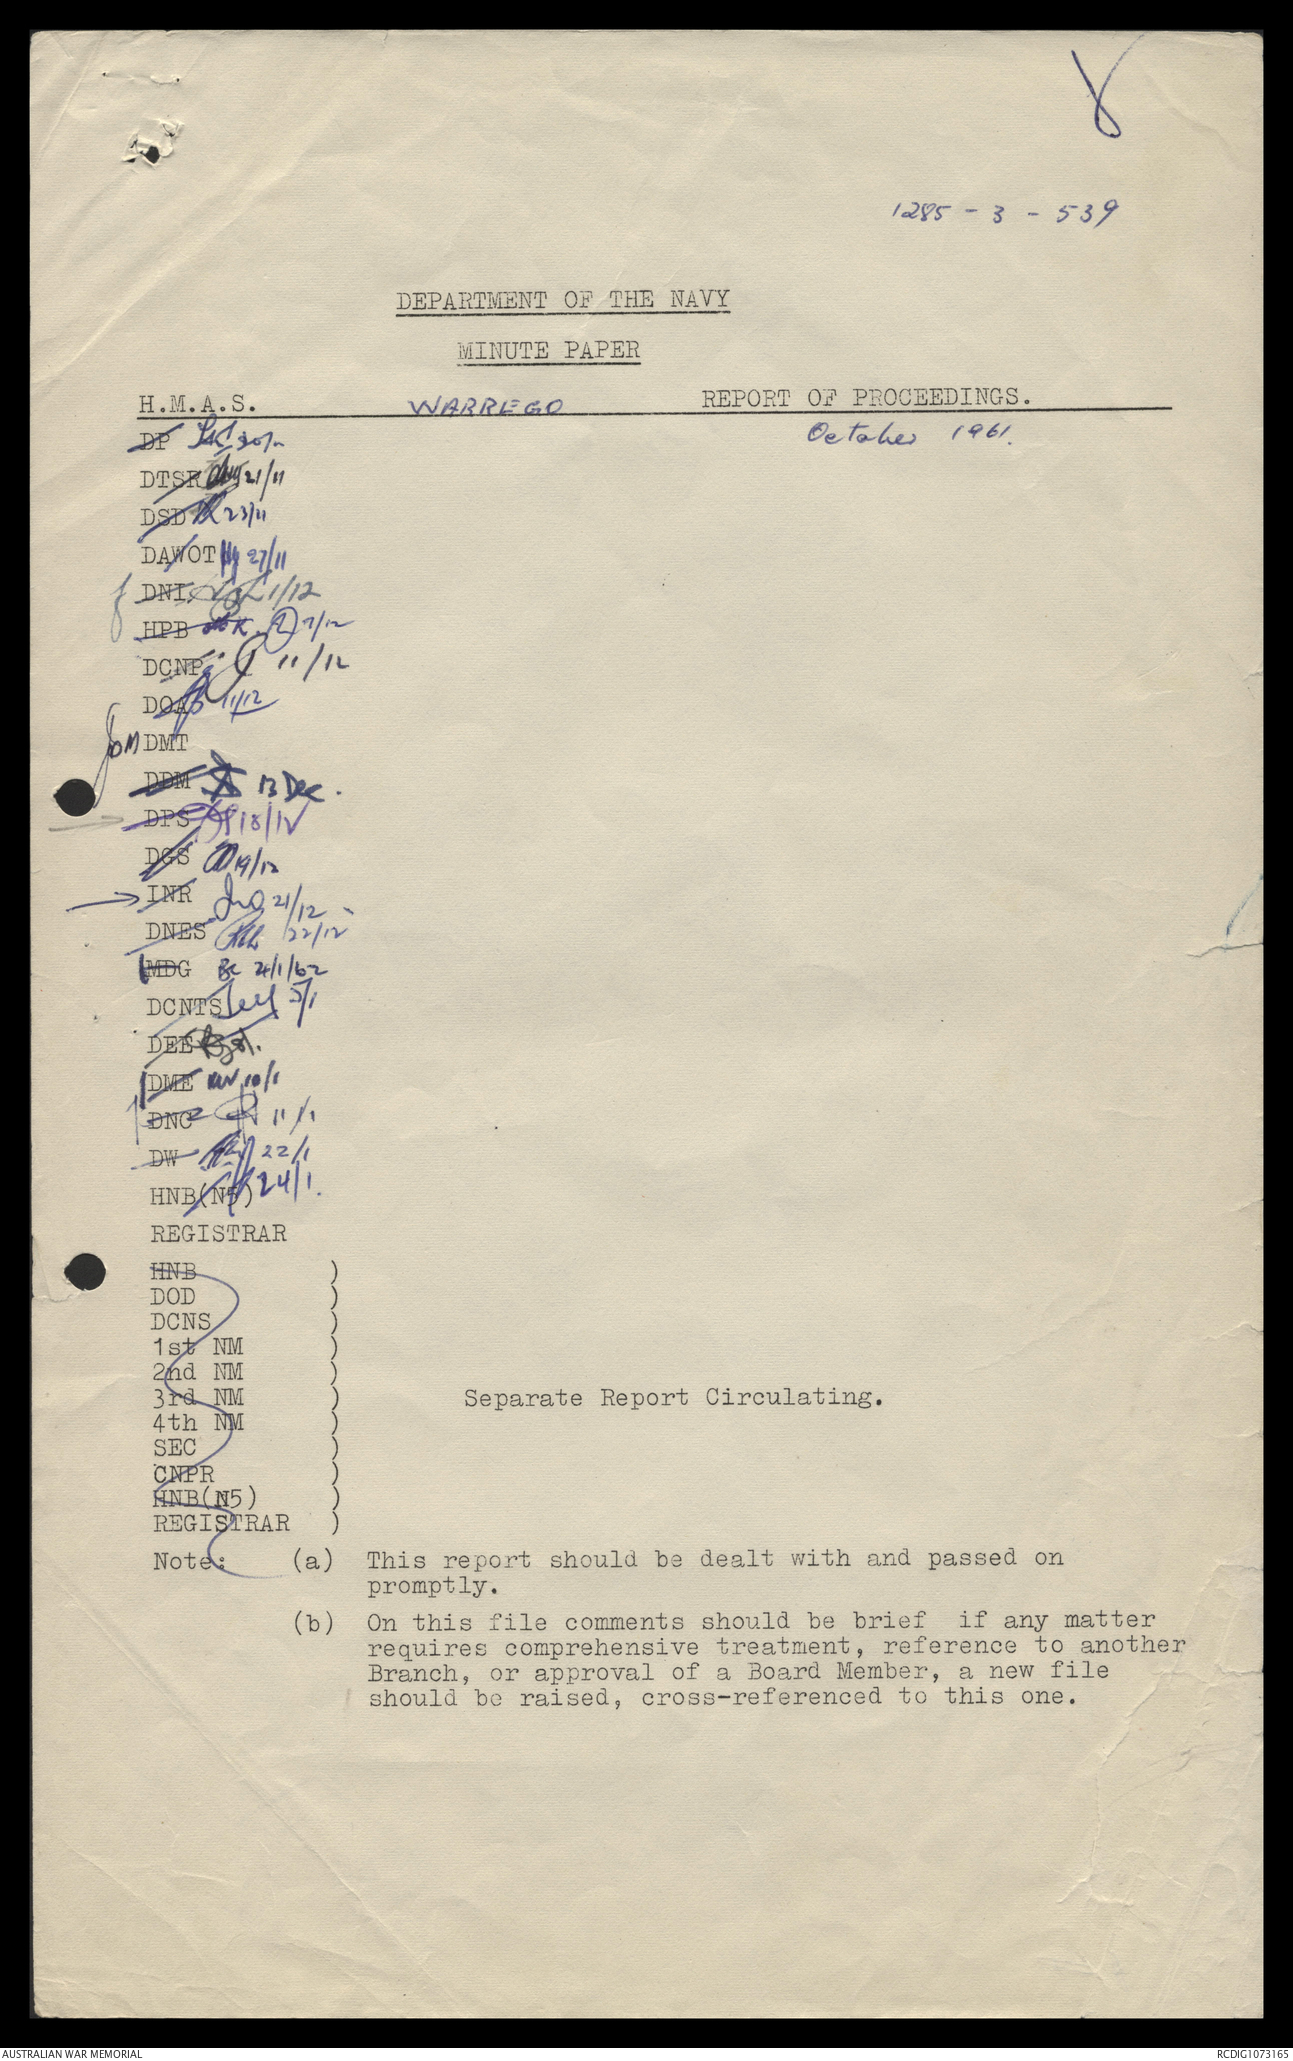 1285 - 3 - 539
DEPARTMENT OF THE NAVY
MINUTE PAPER
H.M.A.S. WARREGO REPORT OF PROCEEDINGS.
October 1961.
DP
DTSR 21/11
DSD 23/11
DAWOT 27/11
DNI 1/12
HPB 7/12
DCNP 11/12
DOA 11/12
DMT
DDM 13 Dec.
DPS 18/12
DGS 19/12
INR 21/12
DNES 22/12
MDG 4/1/62
DCNTS 5/1
DEE
DME 10/1
DNC 11/1
DW 22/1
HNB(N5) 24/1.
REGISTRAR
HNB )
DOD )
DCNS )
1st NM )
2nd NM )
3rd NM ) Separate Report Circulating.
4th NM )
SEC )
CNPR )
HNB(N5) )
REGISTRAR )
Note: (a) This report should be dealt with and passed on
promptly.
(b) On this file comments should be brief if any matter
requires comprehensive treatment, reference to another
Branch, or approval of a Board Member, a new file
should be raised, cross-referenced to this one.
AUSTRALIAN WAR MEMORIAL RCDIG1073165